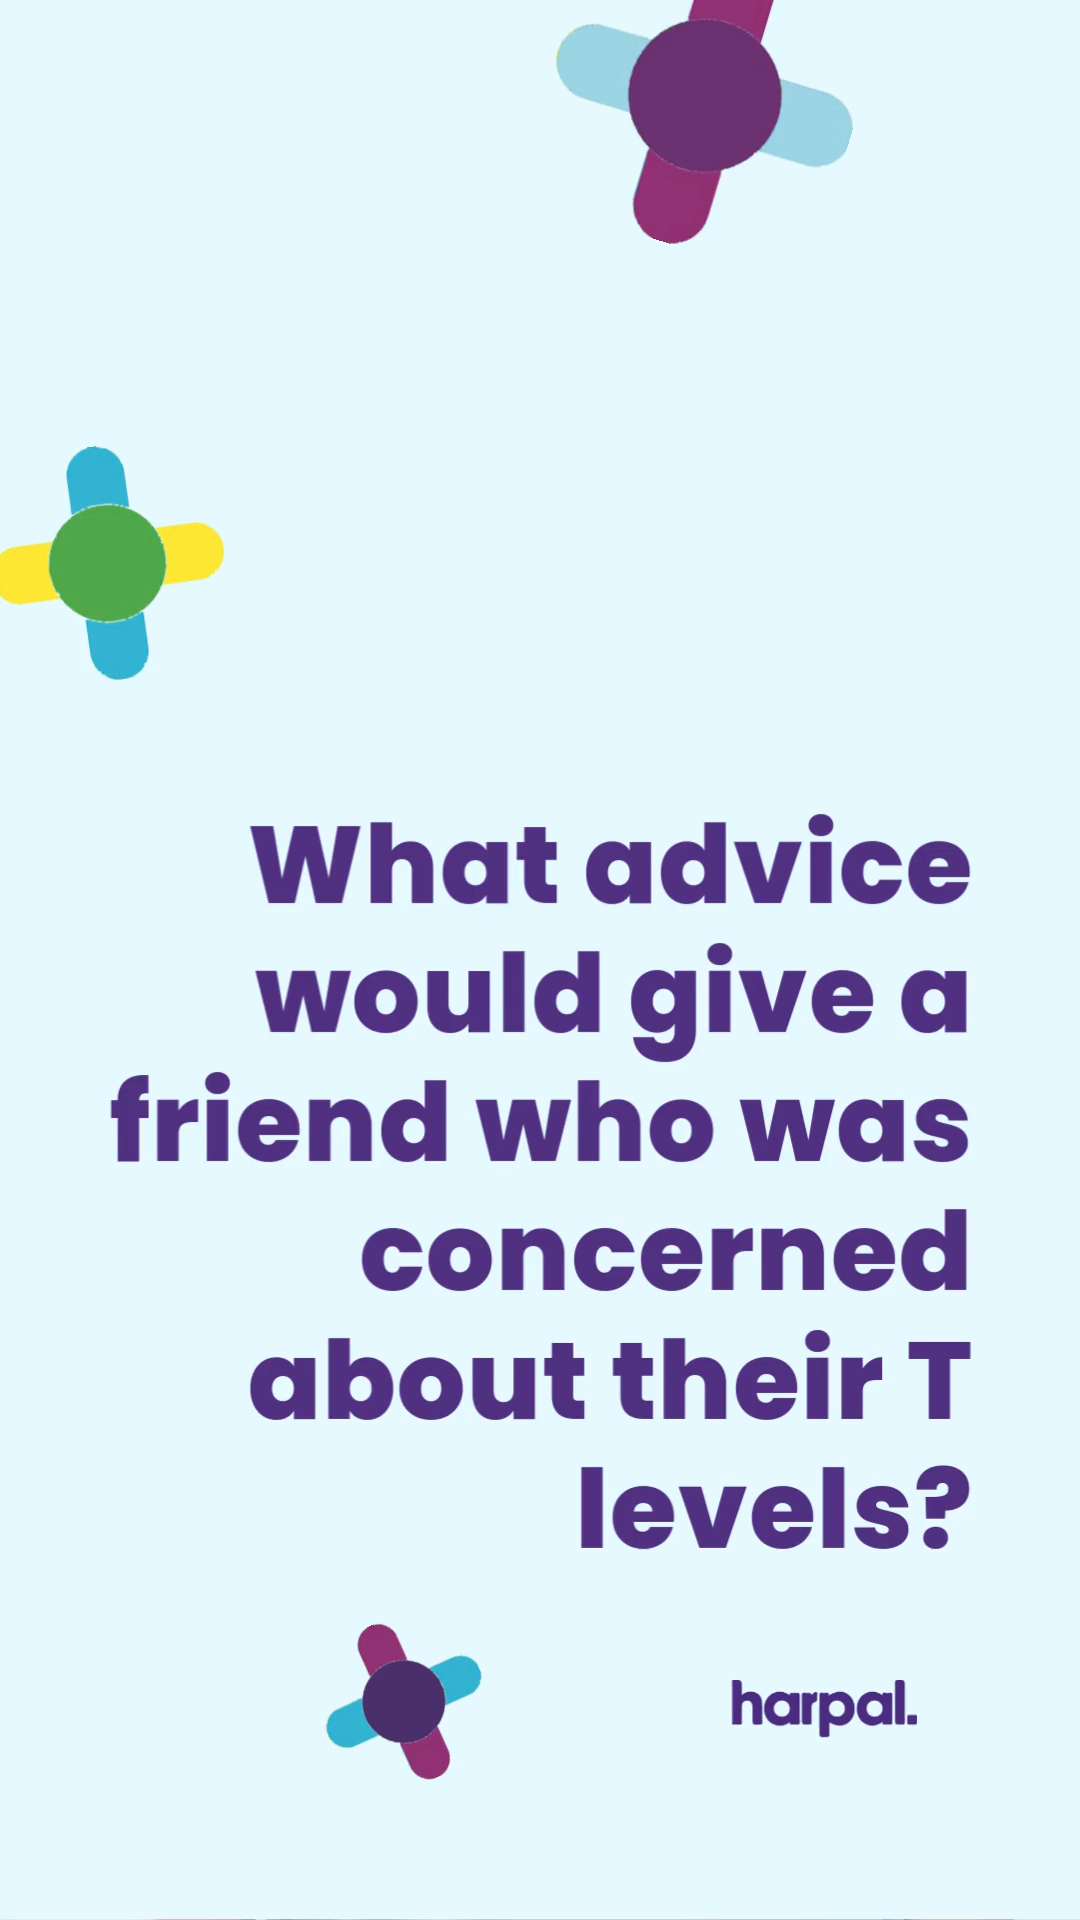 What advice
would give a
friend who was
concerned
about their T
levels?
harpal.